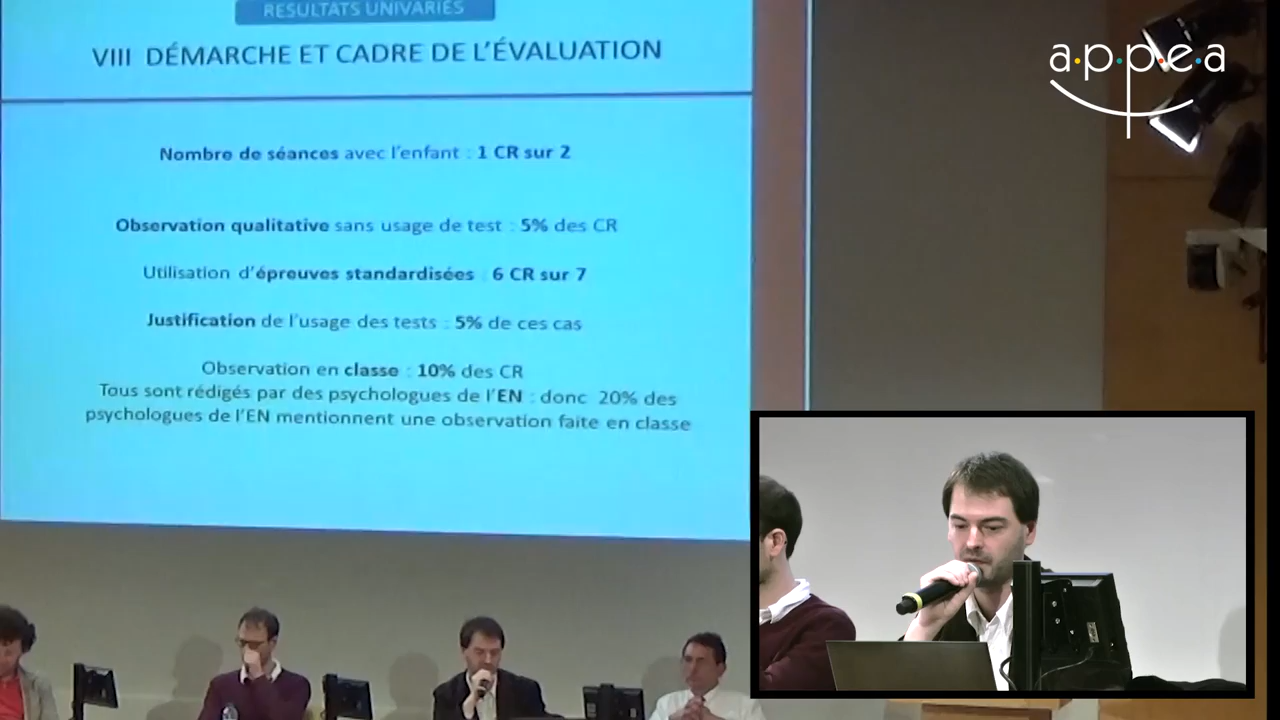 RESULTATS UNIVARIÉS
VIII DÉMARCHE ET CADRE DE L'ÉVALUATION
a.p.p.e.a
Nombre de séances avec l'enfant : 1 CR sur 2
Observation qualitative sans usage de test : 5% des CR
Utilisation d'épreuves standardisées : 6 CR sur 7
Justification de l'usage des tests : 5% de ces cas
Observation en classe : 10% des CR
Tous sont rédigés par des psychologues de l'EN : donc 20% des
psychologues de l'EN mentionnent une observation faite en classe